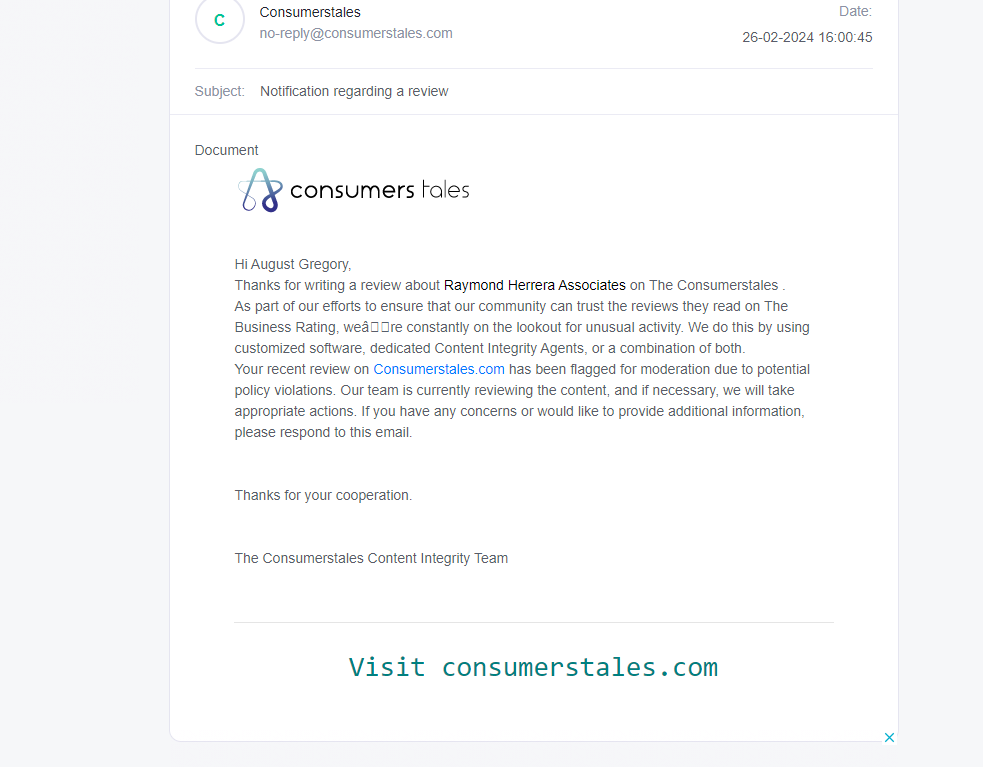 C
Consumerstales
no-reply@consumerstales.com
Date:
26-02-2024 16:00:45
Subject: Notification regarding a review
Document
consumers tales
Hi August Gregory,
Thanks for writing a review about Raymond Herrera Associates on The Consumerstales .
As part of our efforts to ensure that our community can trust the reviews they read on The
Business Rating, weâ▯▯re constantly on the lookout for unusual activity. We do this by using
customized software, dedicated Content Integrity Agents, or a combination of both.
Your recent review on Consumerstales.com has been flagged for moderation due to potential
policy violations. Our team is currently reviewing the content, and if necessary, we will take
appropriate actions. If you have any concerns or would like to provide additional information,
please respond to this email.
Thanks for your cooperation.
The Consumerstales Content Integrity Team
Visit consumerstales.com